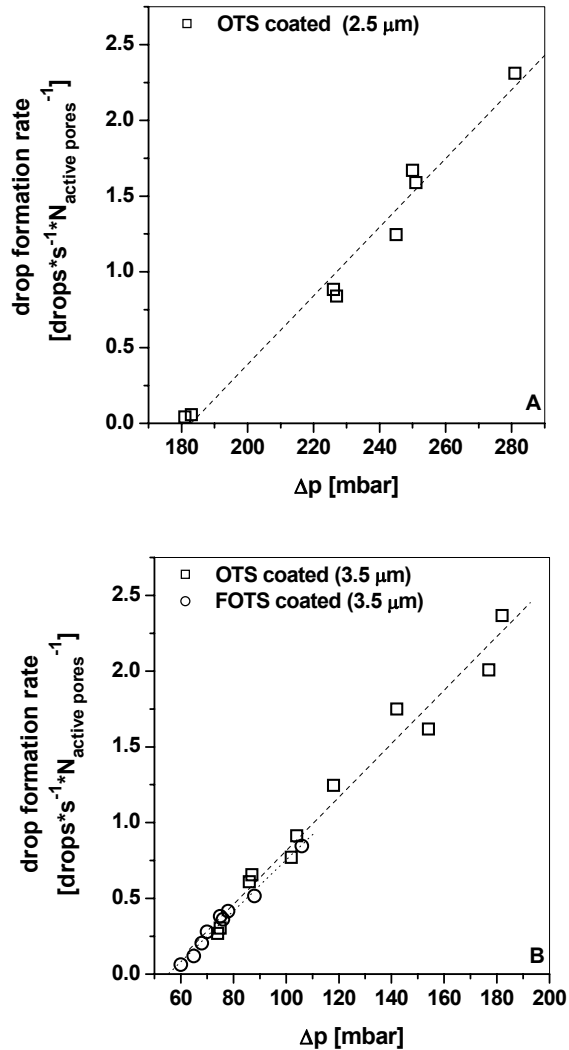 OTS coated (2.5 μm)
2.5
2.0
1.5
1.0
0.5
0.0
drop formation rate
[drops*s-1*Nactive pores-1]
A
180 200 220 240 260 280
Δp [mbar]
OTS coated (3.5 μm)
FOTS coated (3.5 μm)
2.5
2.0
1.5
1.0
0.5
0.0
drop formation rate
[drops*s-1*Nactive pores-1]
B
60 80 100 120 140 160 180 200
Δp [mbar]